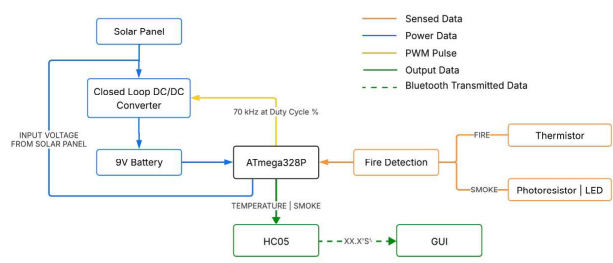 Solar Panel
Sensed Data
Power Data
PWM Pulse
Output Data
Bluetooth Transmitted Data
Closed Loop DC/DC
Converter
70 kHz at Duty Cycle %
INPUT VOLTAGE
FROM SOLAR PANEL
9V Battery
ATmega328P
Fire Detection
FIRE
Thermistor
SMOKE
Photoresistor | LED
TEMPERATURE | SMOKE
HC05
XX.X'S\
GUI